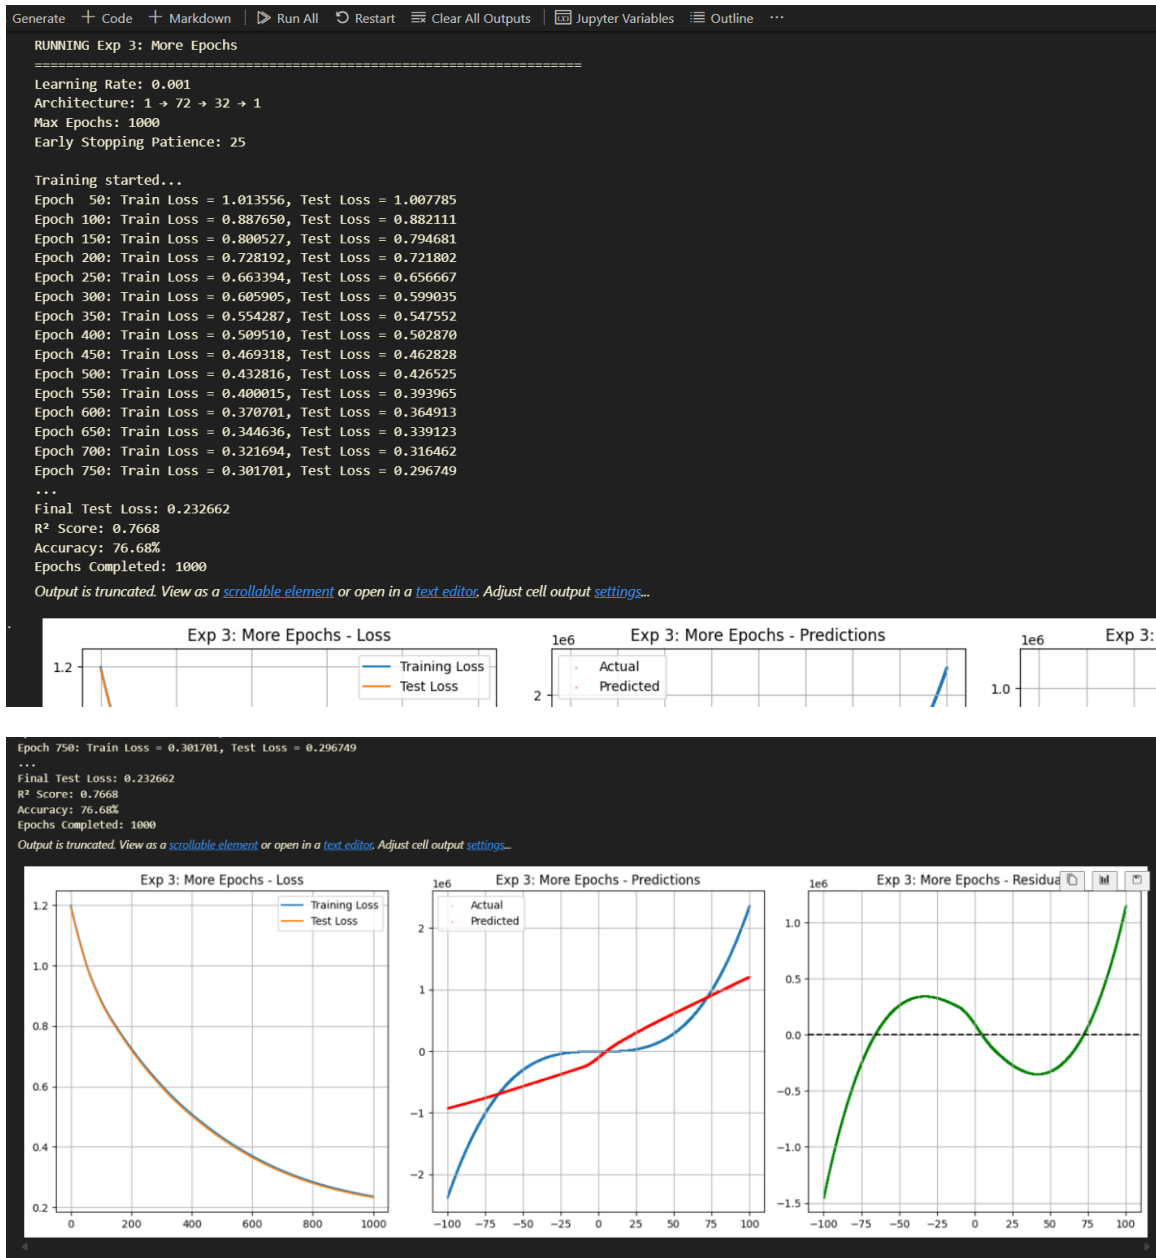 Generate + Code + Markdown | Run All Restart Clear All Outputs | Jupyter Variables Outline ...
RUNNING Exp 3: More Epochs
======================================================================
Learning Rate: 0.001
Architecture: 1 → 72 → 32 → 1
Max Epochs: 1000
Early Stopping Patience: 25
Training started...
Epoch  50: Train Loss = 1.013556, Test Loss = 1.007785
Epoch 100: Train Loss = 0.887650, Test Loss = 0.882111
Epoch 150: Train Loss = 0.800527, Test Loss = 0.794681
Epoch 200: Train Loss = 0.728192, Test Loss = 0.721802
Epoch 250: Train Loss = 0.663394, Test Loss = 0.656667
Epoch 300: Train Loss = 0.605905, Test Loss = 0.599035
Epoch 350: Train Loss = 0.554287, Test Loss = 0.547552
Epoch 400: Train Loss = 0.509510, Test Loss = 0.502870
Epoch 450: Train Loss = 0.469318, Test Loss = 0.462828
Epoch 500: Train Loss = 0.432816, Test Loss = 0.426525
Epoch 550: Train Loss = 0.400015, Test Loss = 0.393965
Epoch 600: Train Loss = 0.370701, Test Loss = 0.364913
Epoch 650: Train Loss = 0.344636, Test Loss = 0.339123
Epoch 700: Train Loss = 0.321694, Test Loss = 0.316462
Epoch 750: Train Loss = 0.301701, Test Loss = 0.296749
...
Final Test Loss: 0.232662
R² Score: 0.7668
Accuracy: 76.68%
Epochs Completed: 1000
Output is truncated. View as a scrollable element or open in a text editor. Adjust cell output settings...
Exp 3: More Epochs - Loss
1.2
Training Loss
Test Loss
1e6
Exp 3: More Epochs - Predictions
Actual
Predicted
2
1e6
Exp 3:
1.0
Epoch 750: Train Loss = 0.301701, Test Loss = 0.296749
...
Final Test Loss: 0.232662
R² Score: 0.7668
Accuracy: 76.68%
Epochs Completed: 1000
Output is truncated. View as a scrollable element or open in a text editor. Adjust cell output settings...
Exp 3: More Epochs - Loss
Training Loss
Test Loss
1.2
1.0
0.8
0.6
0.4
0.2
0 200 400 600 800 1000
1e6
Exp 3: More Epochs - Predictions
Actual
Predicted
2
1
0
−1
−2
−100 −75 −50 −25 0 25 50 75 100
1e6
Exp 3: More Epochs - Residua
1.0
0.5
0.0
−0.5
−1.0
−1.5
−100 −75 −50 −25 0 25 50 75 100